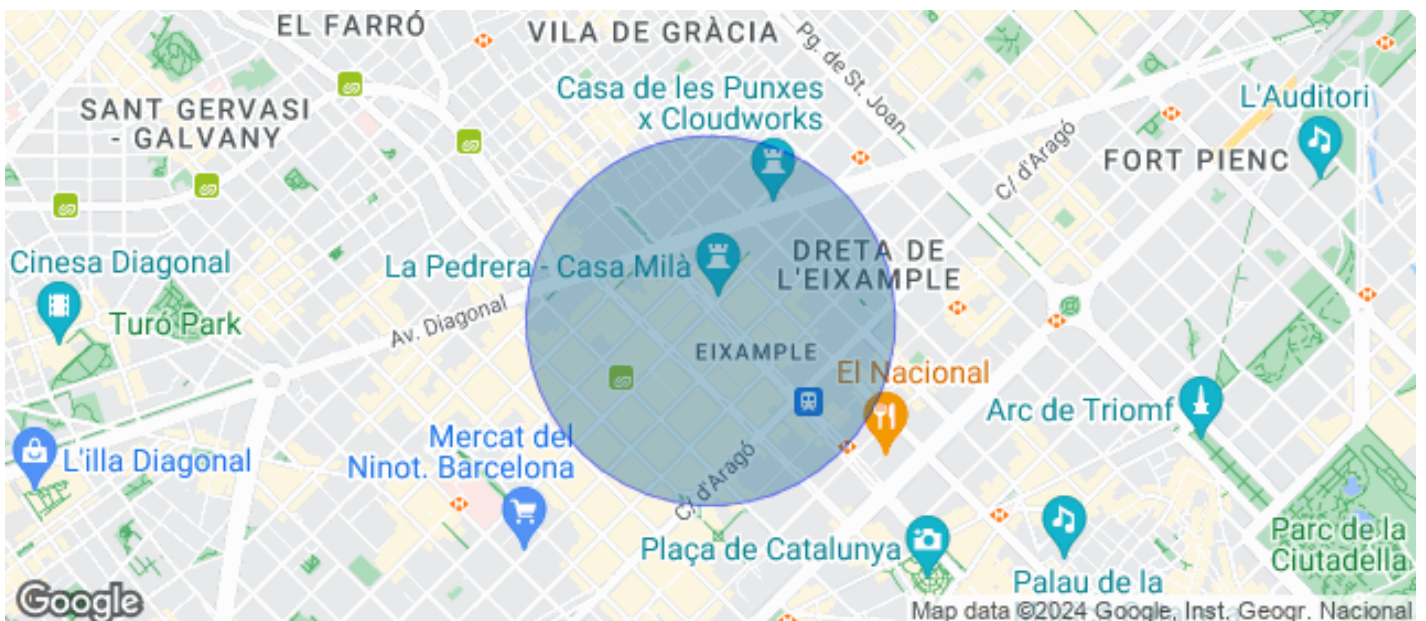 EL FARRÓ
VILA DE GRÀCIA
Pg. de St. Joan
Casa de les Punxes
x Cloudworks
L'Auditori
SANT GERVASI
- GALVANY
FORT PIENC
C/ d'Aragó
Cinesa Diagonal
La Pedrera - Casa Milà
DRETA DE
L'EIXAMPLE
Turó Park
Av. Diagonal
EIXAMPLE
El Nacional
Arc de Triomf
L'illa Diagonal
Mercat del
Ninot. Barcelona
C/ d'Aragó
Plaça de Catalunya
Parc de la
Ciutadella
Palau de la
Google
Map data ©2024 Google, Inst. Geogr. Nacional